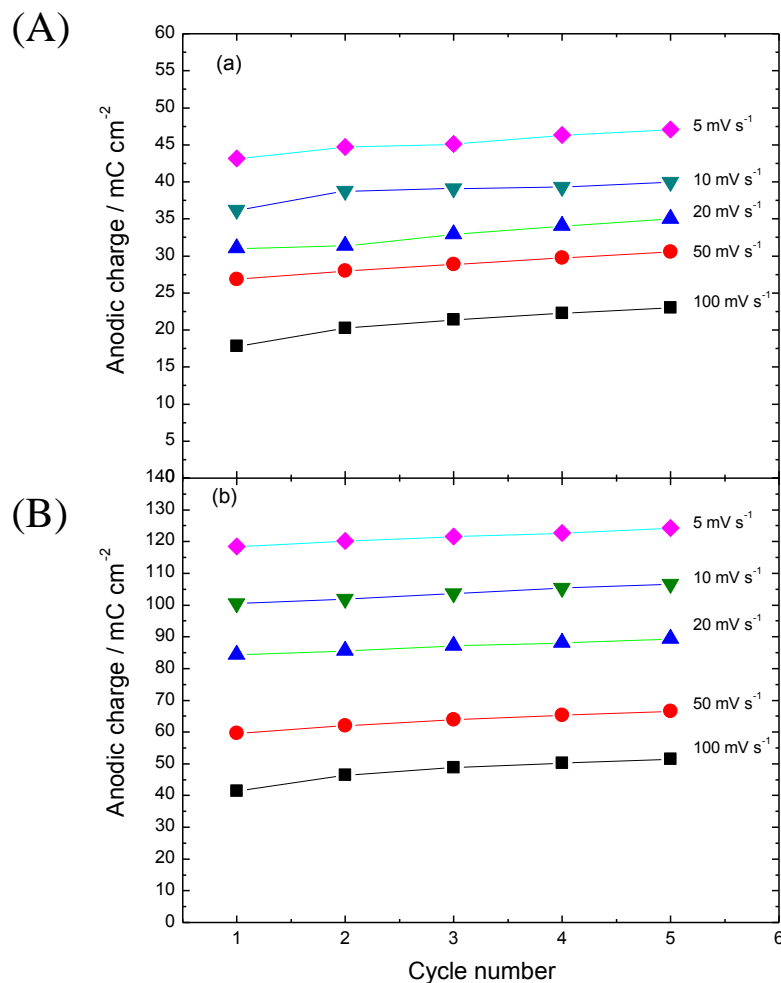 (A)
(a)
60
55
50
45
40
35
30
25
20
15
10
5
Anodic charge / mC cm-2
5 mV s-1
10 mV s-1
20 mV s-1
50 mV s-1
100 mV s-1
(B)
(b)
140
130
120
110
100
90
80
70
60
50
40
30
20
10
0
Anodic charge / mC cm-2
5 mV s-1
10 mV s-1
20 mV s-1
50 mV s-1
100 mV s-1
1 2 3 4 5 6
Cycle number